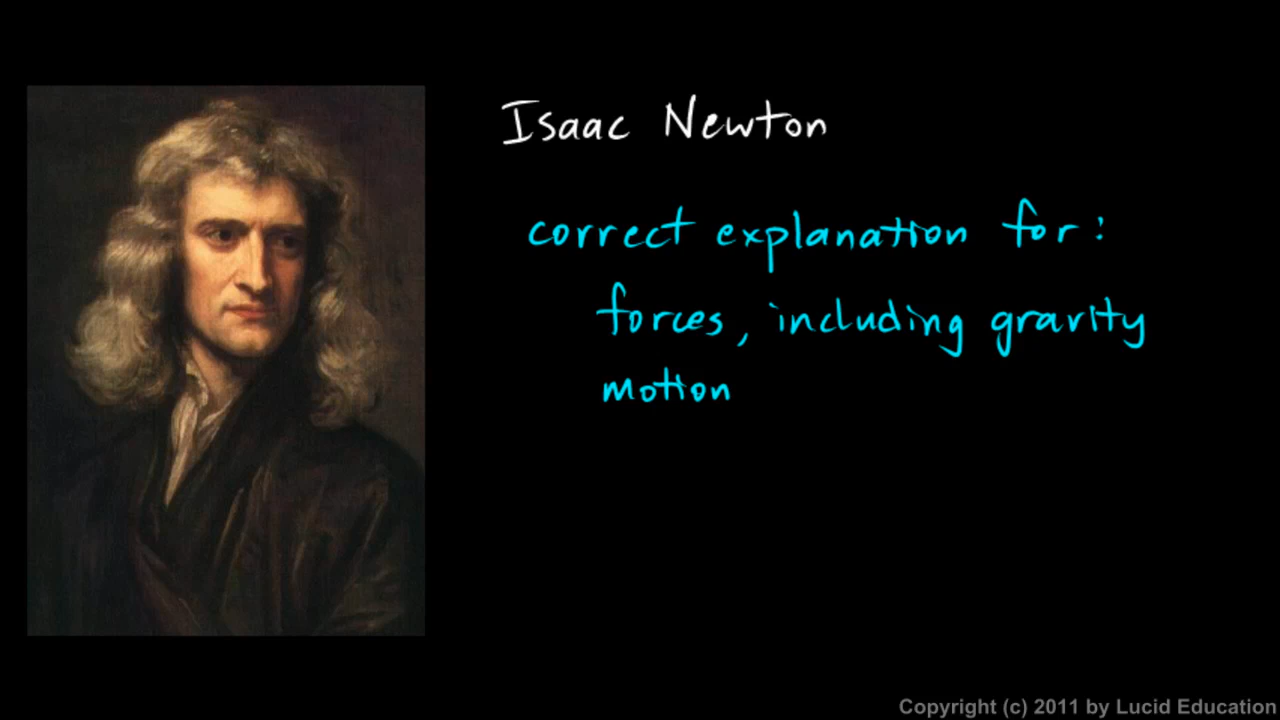 Isaac Newton
correct explanation for:
forces, including gravity
motion
Copyright (c) 2011 by Lucid Education